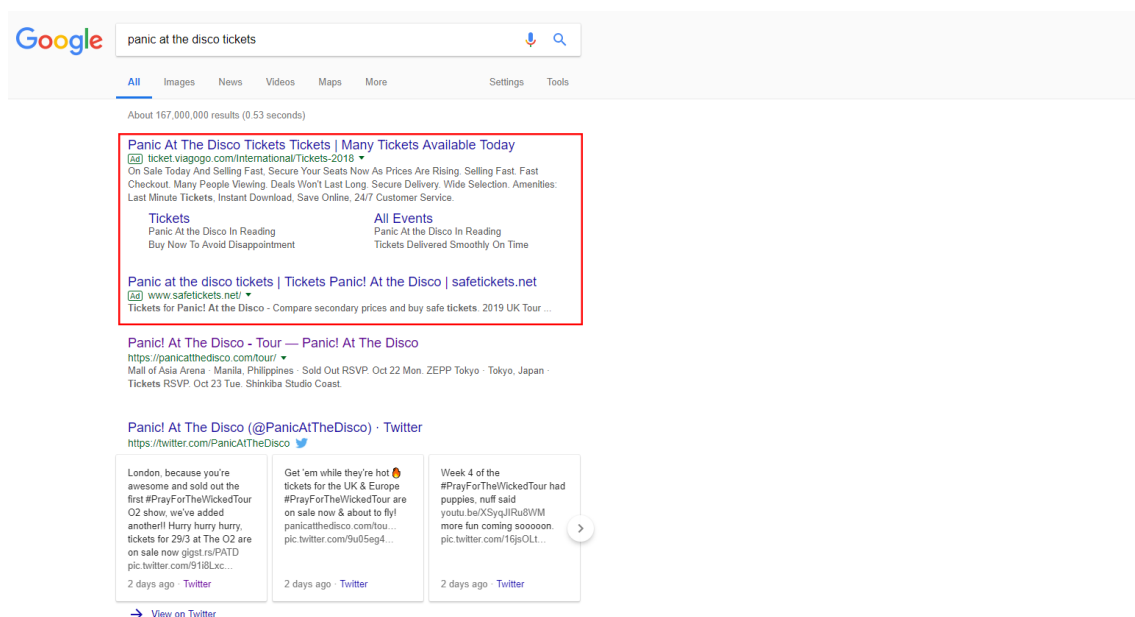 Google
panic at the disco tickets
All Images News Videos Maps More Settings Tools
About 167,000,000 results (0.53 seconds)
Panic At The Disco Tickets Tickets | Many Tickets Available Today
Ad ticket.viagogo.com/International/Tickets-2018
On Sale Today And Selling Fast, Secure Your Seats Now As Prices Are Rising. Selling Fast. Fast
Checkout. Many People Viewing. Deals Won't Last Long. Secure Delivery. Wide Selection. Amenities:
Last Minute Tickets, Instant Download, Save Online, 24/7 Customer Service.
Tickets
Panic At the Disco In Reading
Buy Now To Avoid Disappointment
All Events
Panic At the Disco In Reading
Tickets Delivered Smoothly On Time
Panic at the disco tickets | Tickets Panic! At the Disco | safetickets.net
Ad www.safetickets.net/
Tickets for Panic! At the Disco - Compare secondary prices and buy safe tickets. 2019 UK Tour ...
Panic! At The Disco - Tour — Panic! At The Disco
https://panicatthedisco.com/tour/
Mall of Asia Arena · Manila, Philippines · Sold Out RSVP. Oct 22 Mon. ZEPP Tokyo · Tokyo, Japan ·
Tickets RSVP. Oct 23 Tue. Shinkiba Studio Coast.
Panic! At The Disco (@PanicAtTheDisco) · Twitter
https://twitter.com/PanicAtTheDisco
London, because you're
awesome and sold out the
first #PrayForTheWickedTour
O2 show, we've added
another!! Hurry hurry hurry,
tickets for 29/3 at The O2 are
on sale now gigst.rs/PATD
pic.twitter.com/91i8Lxc...
2 days ago · Twitter
Get 'em while they're hot🔥
tickets for the UK & Europe
#PrayForTheWickedTour are
on sale now & about to fly!
panicatthedisco.com/tou...
pic.twitter.com/9u05eg4...
2 days ago · Twitter
Week 4 of the
#PrayForTheWickedTour had
puppies, nuff said
youtu.be/XSyqJIRu8WM
more fun coming sooooon.
pic.twitter.com/16jsOLt...
2 days ago · Twitter
View on Twitter